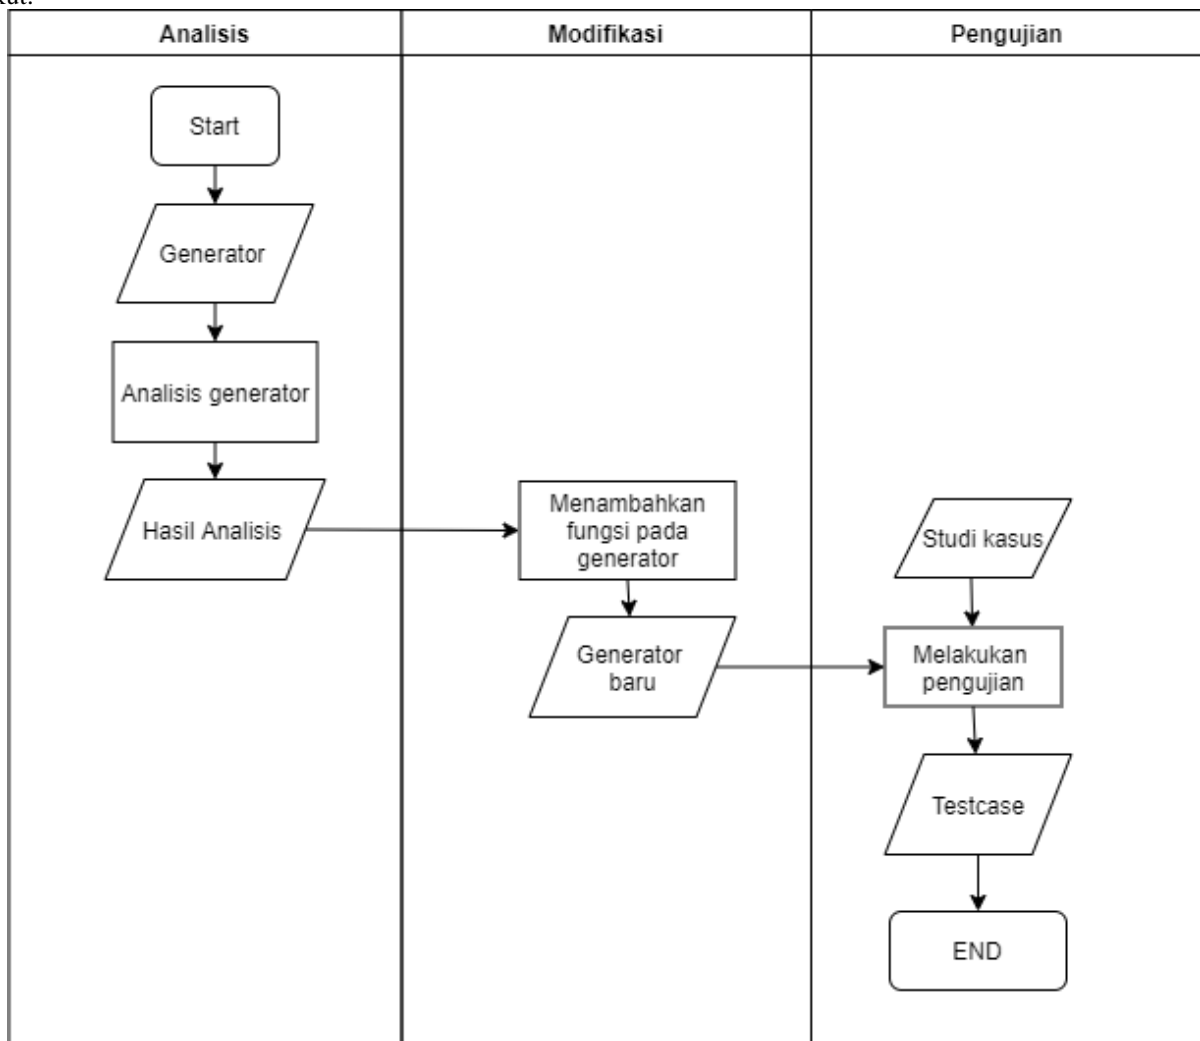 Analisis
Modifikasi
Pengujian
Start
Generator
Analisis generator
Hasil Analisis
Menambahkan
fungsi pada
generator
Generator
baru
Studi kasus
Melakukan
pengujian
Testcase
END